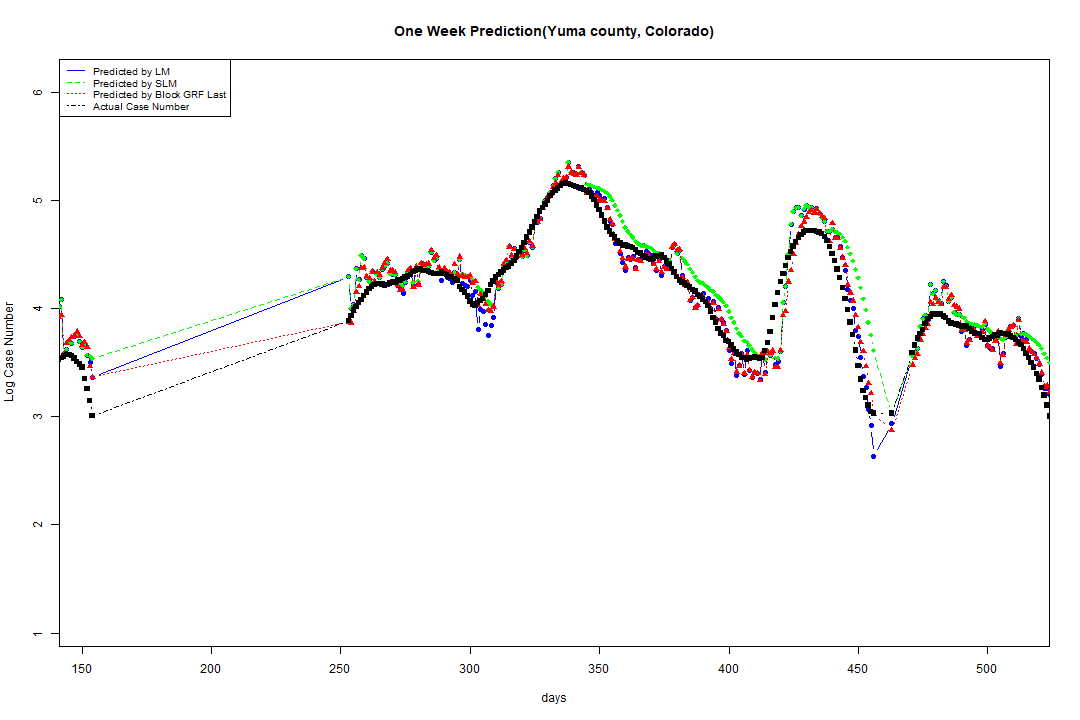 One Week Prediction(Yuma county, Colorado)
Predicted by LM
Predicted by SLM
Predicted by Block GRF Last
Actual Case Number
Log Case Number
6
5
4
3
2
1
150 200 250 300 350 400 450 500
days